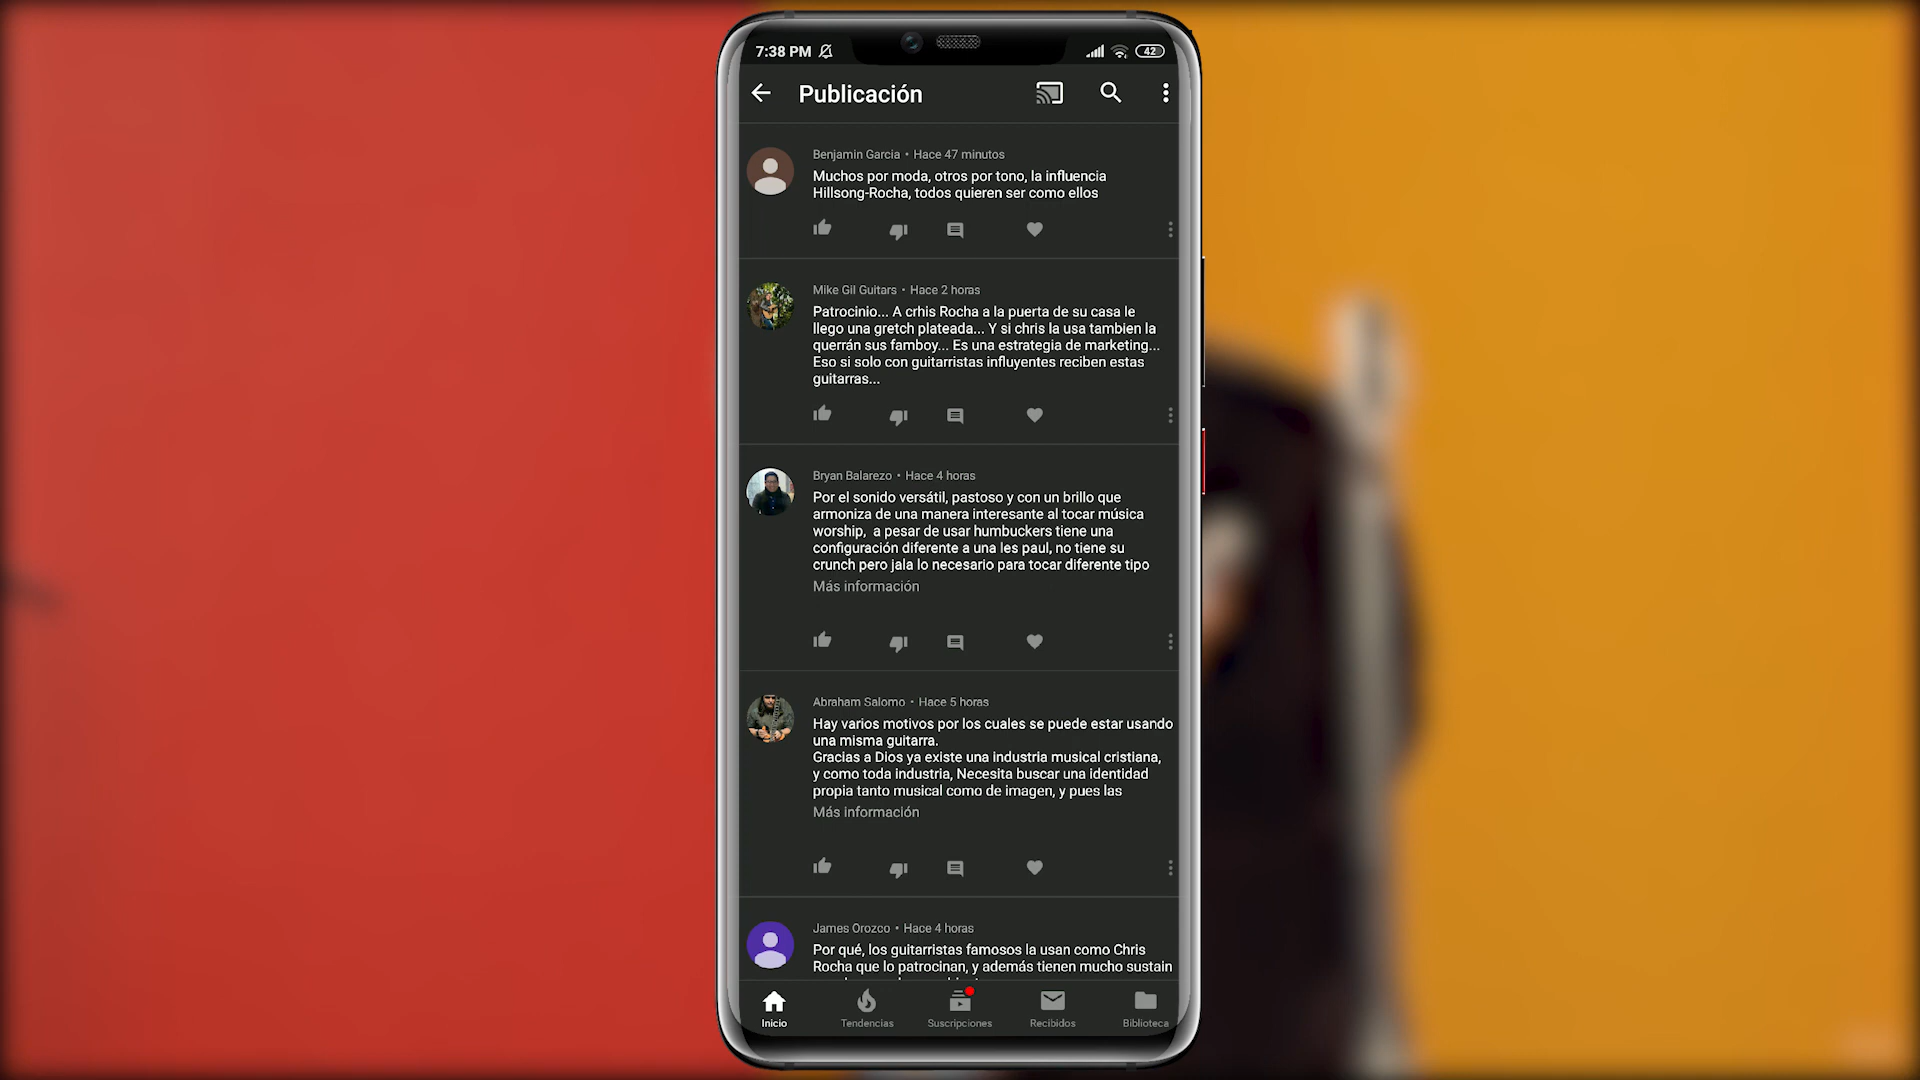 7:38 PM
42
Publicación
Benjamin Garcia • Hace 47 minutos
Muchos por moda, otros por tono, la influencia
Hillsong-Rocha, todos quieren ser como ellos
Mike Gil Guitars • Hace 2 horas
Patrocinio... A crhis Rocha a la puerta de su casa le
llego una gretch plateada... Y si chris la usa tambien la
querrán sus famboy... Es una estrategia de marketing...
Eso si solo con guitarristas influyentes reciben estas
guitarras...
Bryan Balarezo • Hace 4 horas
Por el sonido versátil, pastoso y con un brillo que
armoniza de una manera interesante al tocar música
worship, a pesar de usar humbuckers tiene una
configuración diferente a una les paul, no tiene su
crunch pero jala lo necesario para tocar diferente tipo
Más información
Abraham Salomo • Hace 5 horas
Hay varios motivos por los cuales se puede estar usando
una misma guitarra.
Gracias a Dios ya existe una industria musical cristiana,
y como toda industria, Necesita buscar una identidad
propia tanto musical como de imagen, y pues las
Más información
James Orozco • Hace 4 horas
Por qué, los guitarristas famosos la usan como Chris
Rocha que lo patrocinan, y además tienen mucho sustain
Inicio
Tendencias
Suscripciones
Recibidos
Biblioteca